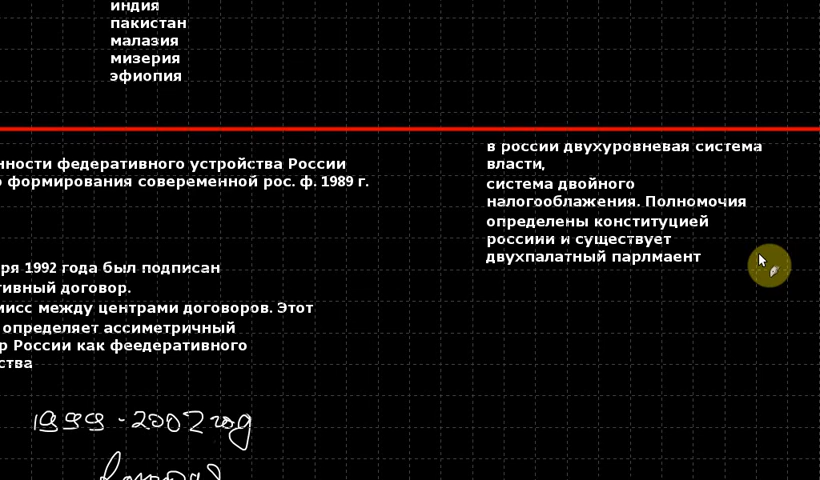 индия
пакистан
малазия
мизерия
эфиопия
нности федеративного устройства России
о формирования соверeменной рос. ф. 1989 г.
ря 1992 года был подписан
тивный договор.
мисс между центрами договоров. Этот
определяет ассиметричный
р России как феедеративного
ства
1999-2002 год
в россии двухуровневая система
власти,
система двойного
налогооблажения. Полномочия
определены конституцией
россиии и существует
двухпалатный парлмаент